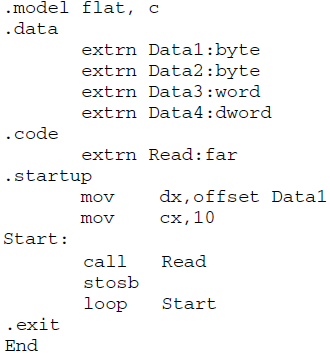 .model flat, c
.data
extrn Data1:byte
extrn Data2:byte
extrn Data3:word
extrn Data4:dword
.code
extrn Read:far
.startup
mov dx,offset Data1
mov cx,10
Start:
call Read
stosb
loop Start
.exit
End